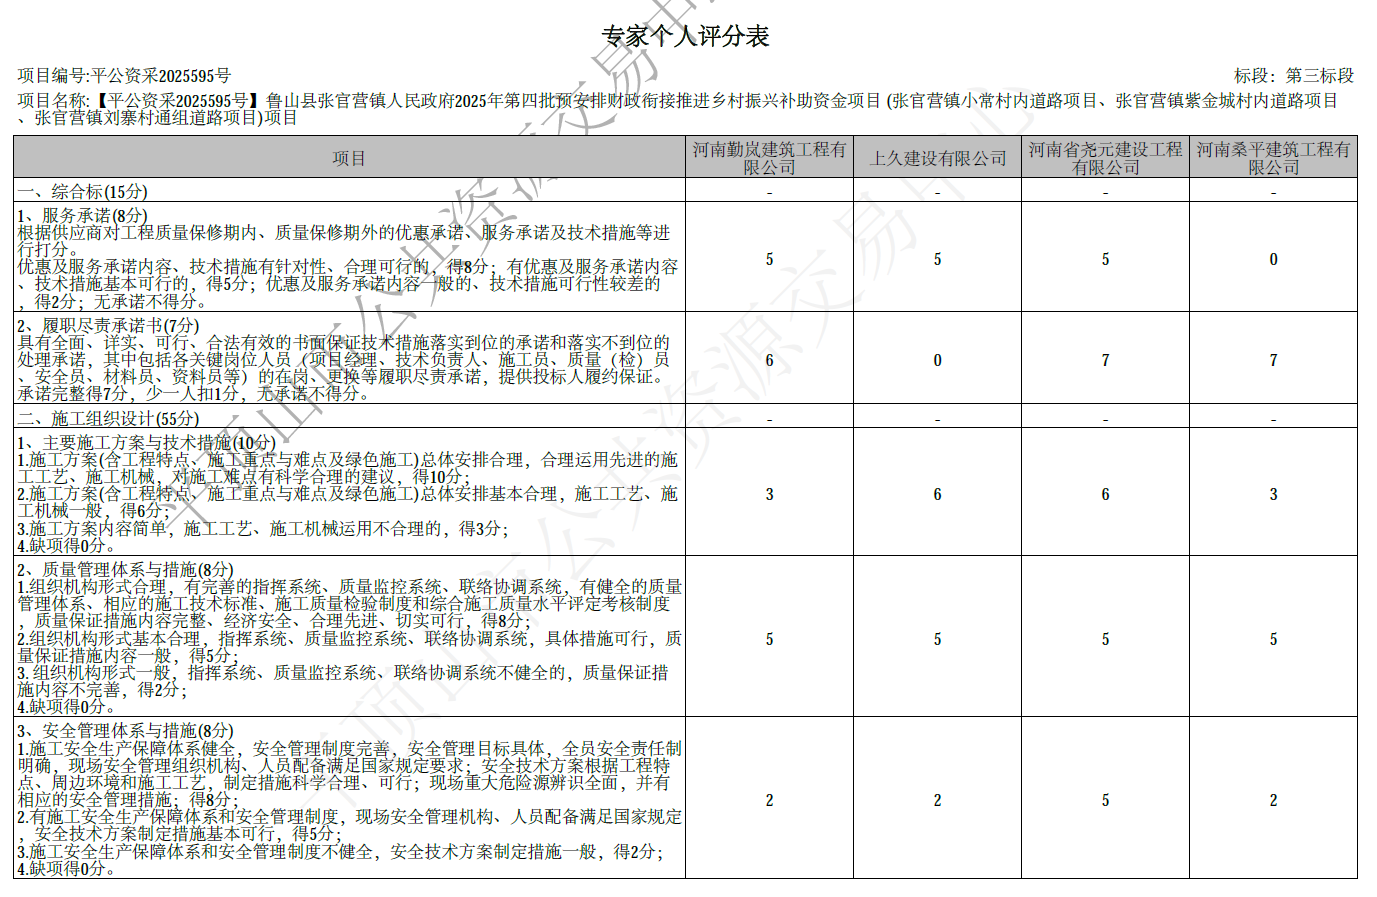 专家个人评分表
项目编号:平公资采2025595号
标段：第三标段
项目名称:【平公资采2025595号】鲁山县张官营镇人民政府2025年第四批预安排财政衔接推进乡村振兴补助资金项目 (张官营镇小常村内道路项目、张官营镇紫金城村内道路项目
、张官营镇刘寨村通组道路项目)项目
项目
河南勤岚建筑工程有
限公司
上久建设有限公司
河南省尧元建设工程
有限公司
河南桑平建筑工程有
限公司
一、综合标(15分)
- - - -
1、服务承诺(8分)
根据供应商对工程质量保修期内、质量保修期外的优惠承诺、服务承诺及技术措施等进
行打分。
优惠及服务承诺内容、技术措施有针对性、合理可行的，得8分；有优惠及服务承诺内容
、技术措施基本可行的，得5分；优惠及服务承诺内容一般的、技术措施可行性较差的
，得2分；无承诺不得分。
5 5 5 0
2、履职尽责承诺书(7分)
具有全面、详实、可行、合法有效的书面保证技术措施落实到位的承诺和落实不到位的
处理承诺，其中包括各关键岗位人员（项目经理、技术负责人、施工员、质量（检）员
、安全员、材料员、资料员等）的在岗、更换等履职尽责承诺，提供投标人履约保证。
承诺完整得7分，少一人扣1分，无承诺不得分。
6 0 7 7
二、施工组织设计(55分)
- - - -
1、主要施工方案与技术措施(10分)
1.施工方案(含工程特点、施工重点与难点及绿色施工)总体安排合理，合理运用先进的施
工工艺、施工机械，对施工难点有科学合理的建议，得10分；
2.施工方案(含工程特点、施工重点与难点及绿色施工)总体安排基本合理，施工工艺、施
工机械一般，得6分；
3.施工方案内容简单，施工工艺、施工机械运用不合理的，得3分；
4.缺项得0分。
3 6 6 3
2、质量管理体系与措施(8分)
1.组织机构形式合理，有完善的指挥系统、质量监控系统、联络协调系统，有健全的质量
管理体系、相应的施工技术标准、施工质量检验制度和综合施工质量水平评定考核制度
，质量保证措施内容完整、经济安全、合理先进、切实可行，得8分；
2.组织机构形式基本合理，指挥系统、质量监控系统、联络协调系统，具体措施可行，质
量保证措施内容一般，得5分；
3. 组织机构形式一般，指挥系统、质量监控系统、联络协调系统不健全的，质量保证措
施内容不完善，得2分；
4.缺项得0分。
5 5 5 5
3、安全管理体系与措施(8分)
1.施工安全生产保障体系健全，安全管理制度完善，安全管理目标具体，全员安全责任制
明确，现场安全管理组织机构、人员配备满足国家规定要求；安全技术方案根据工程特
点、周边环境和施工工艺，制定措施科学合理、可行；现场重大危险源辨识全面，并有
相应的安全管理措施；得8分；
2.有施工安全生产保障体系和安全管理制度，现场安全管理机构、人员配备满足国家规定
，安全技术方案制定措施基本可行，得5分；
3.施工安全生产保障体系和安全管理制度不健全，安全技术方案制定措施一般，得2分；
4.缺项得0分。
2 2 5 2
平顶山市公共资源交易中
平顶山市公共资源交易中心